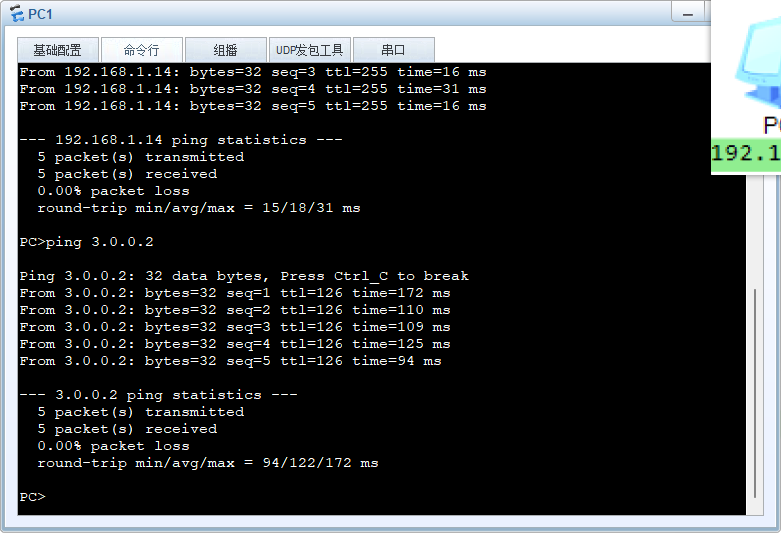 PC1
基础配置 命令行 组播 UDP发包工具 串口
From 192.168.1.14: bytes=32 seq=3 ttl=255 time=16 ms
From 192.168.1.14: bytes=32 seq=4 ttl=255 time=31 ms
From 192.168.1.14: bytes=32 seq=5 ttl=255 time=16 ms
--- 192.168.1.14 ping statistics ---
5 packet(s) transmitted
5 packet(s) received
0.00% packet loss
round-trip min/avg/max = 15/18/31 ms
PC>ping 3.0.0.2
Ping 3.0.0.2: 32 data bytes, Press Ctrl_C to break
From 3.0.0.2: bytes=32 seq=1 ttl=126 time=172 ms
From 3.0.0.2: bytes=32 seq=2 ttl=126 time=110 ms
From 3.0.0.2: bytes=32 seq=3 ttl=126 time=109 ms
From 3.0.0.2: bytes=32 seq=4 ttl=126 time=125 ms
From 3.0.0.2: bytes=32 seq=5 ttl=126 time=94 ms
--- 3.0.0.2 ping statistics ---
5 packet(s) transmitted
5 packet(s) received
0.00% packet loss
round-trip min/avg/max = 94/122/172 ms
PC>
192.1